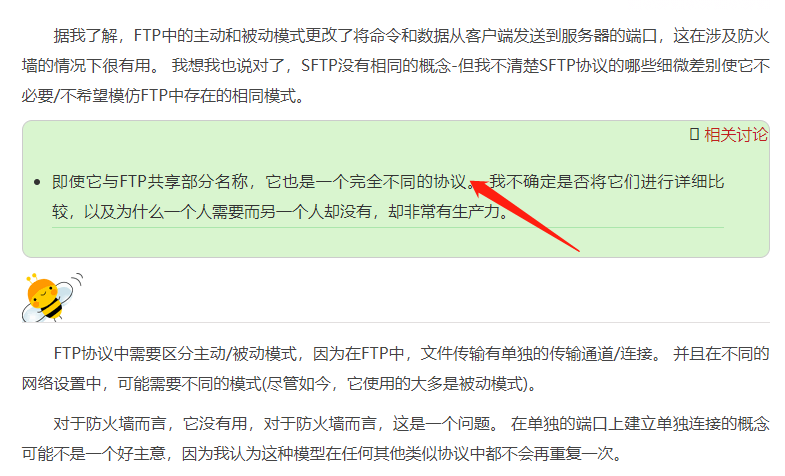 据我了解，FTP中的主动和被动模式更改了将命令和数据从客户端发送到服务器的端口，这在涉及防火
墙的情况下很有用。 我想我也说对了，SFTP没有相同的概念-但我不清楚SFTP协议的哪些细微差别使它不
必要/不希望模仿FTP中存在的相同模式。
相关讨论
即使它与FTP共享部分名称，它也是一个完全不同的协议。 我不确定是否将它们进行详细比
较，以及为什么一个人需要而另一个人却没有，却非常有生产力。
FTP协议中需要区分主动/被动模式，因为在FTP中，文件传输有单独的传输通道/连接。 并且在不同的
网络设置中，可能需要不同的模式(尽管如今，它使用的大多是被动模式)。
对于防火墙而言，它没有用，对于防火墙而言，这是一个问题。 在单独的端口上建立单独连接的概念
可能不是一个好主意，因为我认为这种模型在任何其他类似协议中都不会再重复一次。